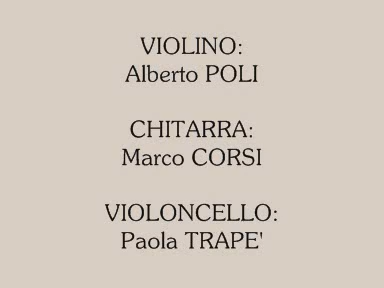 VIOLINO:
Alberto POLI
CHITARRA:
Marco CORSI
VIOLONCELLO:
Paola TRAPE'